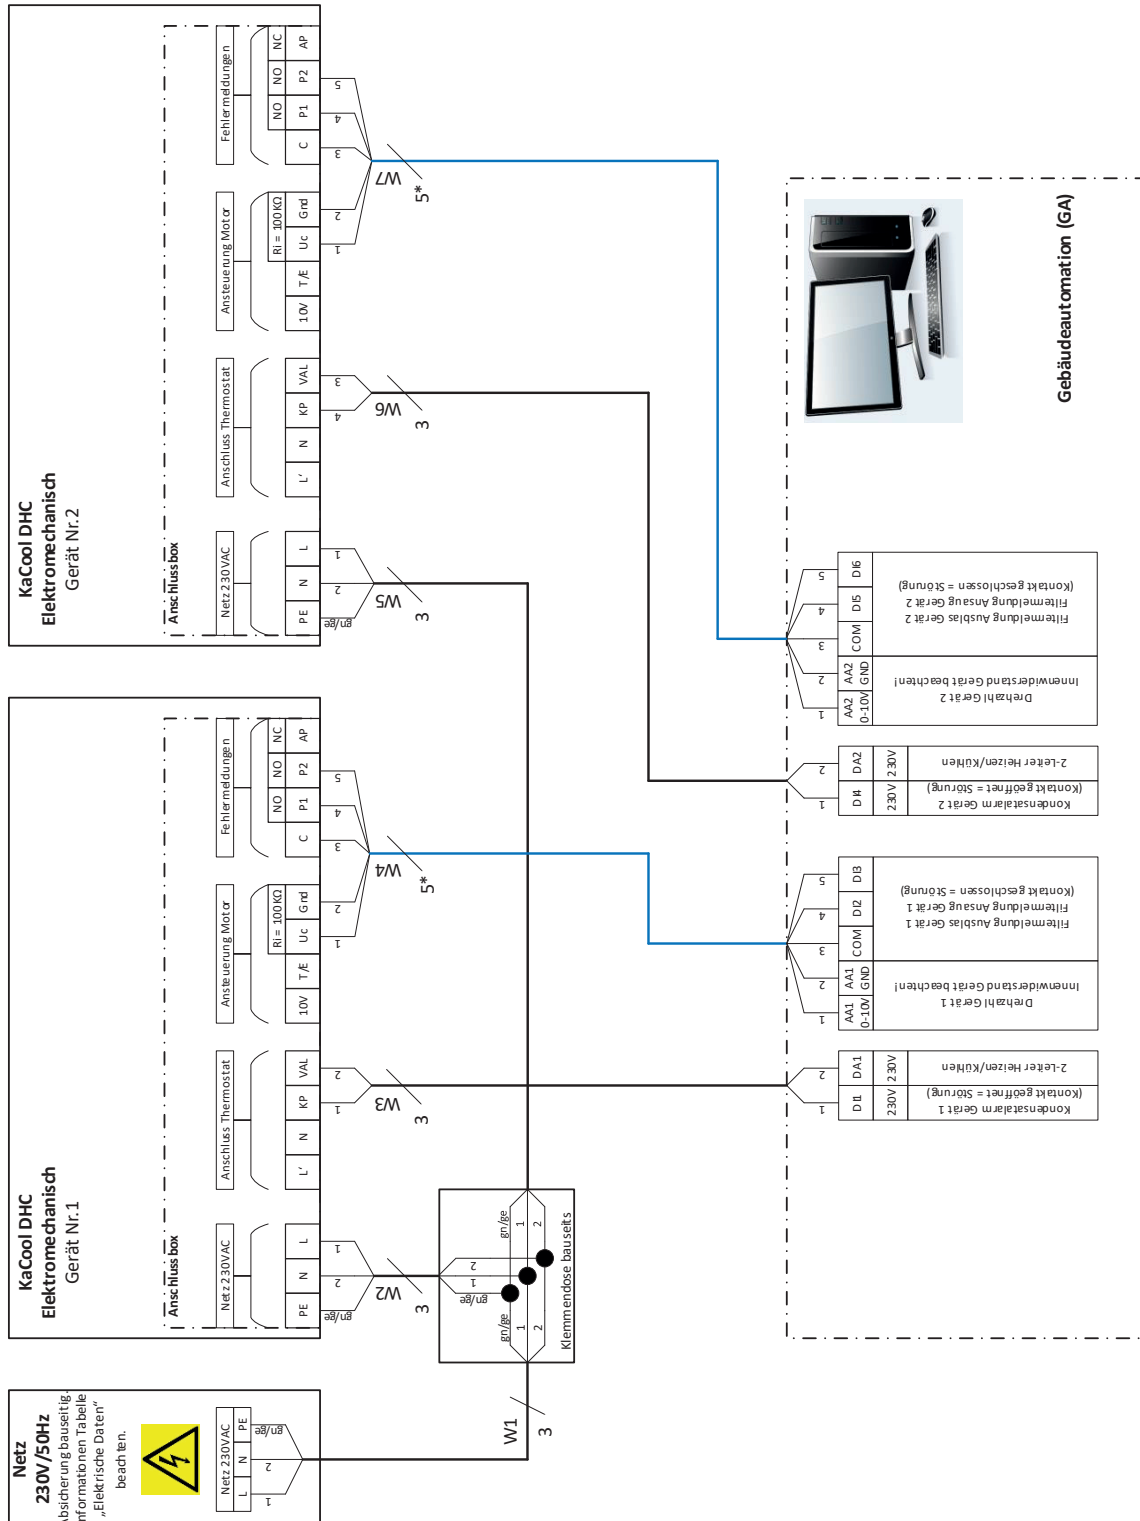 KaCool DHC
Elektromechanisch
Gerät Nr.2
Anschlussbox
Netz 230VAC
PE
N
L
Anschluss Thermostat
L'
N
KP
VAL
Ansteuerung Motor
Ri = 100KΩ
10V
T/E
Uc
Gnd
Fehlermeldungen
NO
NO
NC
C
P1
P2
AP
gn/ge
2
1
4
3
1
2
3
4
5
W5
3
W6
3
W7
5*
KaCool DHC
Elektromechanisch
Gerät Nr.1
Anschlussbox
Netz 230VAC
PE
N
L
Anschluss Thermostat
L'
N
KP
VAL
Ansteuerung Motor
Ri = 100KΩ
10V
T/E
Uc
Gnd
Fehlermeldungen
NO
NO
NC
C
P1
P2
AP
gn/ge
2
1
1
2
1
2
3
4
5
W2
3
W3
3
W4
5*
Netz
230V/50Hz
Absicherung bauseitig.
Informationen Tabelle
„Elektrische Daten"
beachten.
Netz 230VAC
L
N
PE
1
2
gn/ge
W1
3
gn/ge
1
2
gn/ge
1
2
gn/ge
1
2
Klemmendose bauseits
Gebäudeautomation (GA)
1
2
DI1
DA1
230V
230V
Kondensatalarm Gerät 1
(Kontakt geöffnet = Störung)
2-Leiter Heizen/Kühlen
1
2
3
4
5
AA1
0-10V
AA1
GND
COM
DI2
DI3
Drehzahl Gerät 1
Innenwiderstand Gerät beachten!
Filtermeldung Ausblas Gerät 1
Filtermeldung Ansaug Gerät 1
(Kontakt geschlossen = Störung)
1
2
DI4
DA2
230V
230V
Kondensatalarm Gerät 2
(Kontakt geöffnet = Störung)
2-Leiter Heizen/Kühlen
1
2
3
4
5
AA2
0-10V
AA2
GND
COM
DI5
DI6
Drehzahl Gerät 2
Innenwiderstand Gerät beachten!
Filtermeldung Ausblas Gerät 2
Filtermeldung Ansaug Gerät 2
(Kontakt geschlossen = Störung)